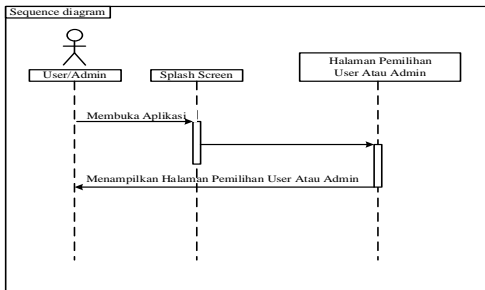 Sequence diagram
User/Admin
Splash Screen
Halaman Pemilihan
User Atau Admin
Membuka Aplikasi
Menampilkan Halaman Pemilihan User Atau Admin